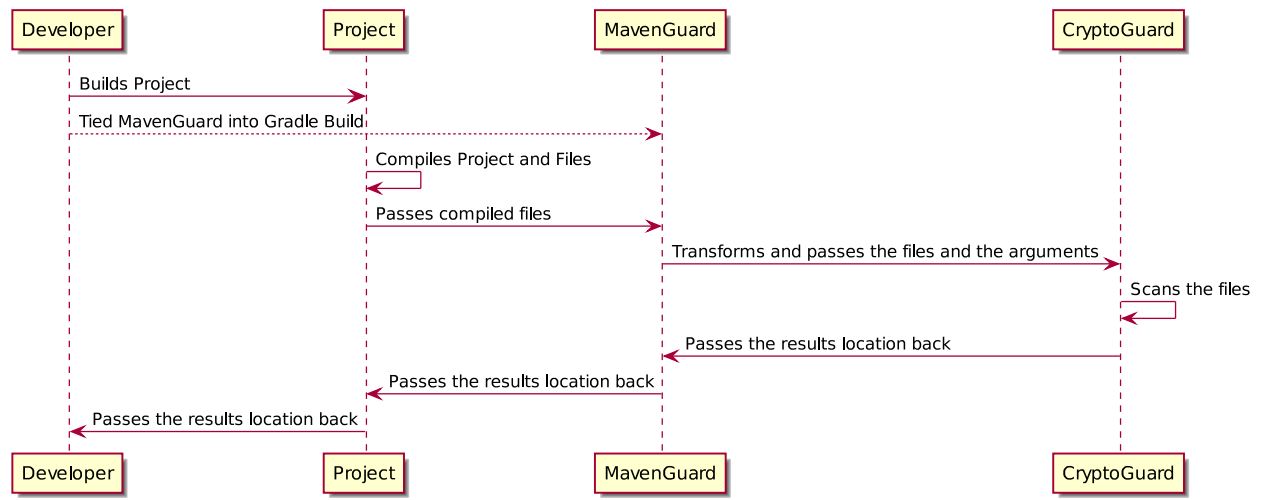 Developer
Project
MavenGuard
CryptoGuard
Builds Project
Tied MavenGuard into Gradle Build
Compiles Project and Files
Passes compiled files
Transforms and passes the files and the arguments
Scans the files
Passes the results location back
Passes the results location back
Passes the results location back
Developer
Project
MavenGuard
CryptoGuard